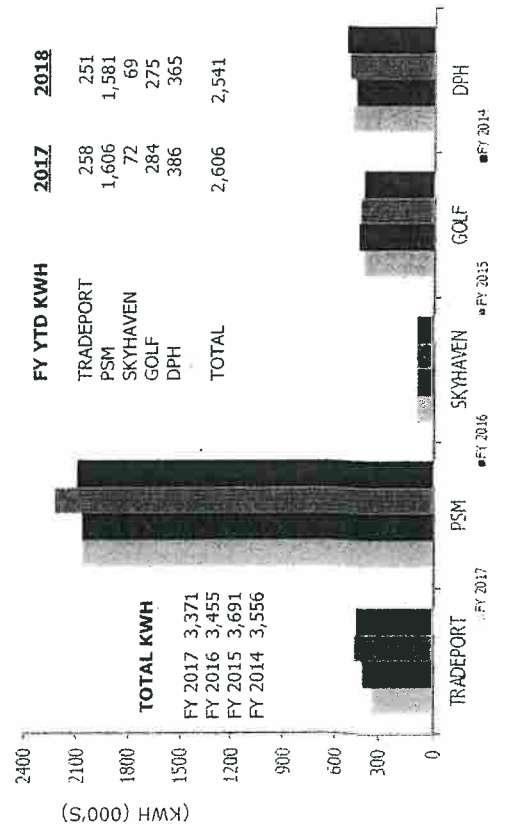 (KWH (000'S)
2400
2100
1800
1500
1200
900
600
300
0
TOTAL KWH
FY 2017 3,371
FY 2016 3,455
FY 2015 3,691
FY 2014 3,556
FY YTD KWH 2017 2018
TRADEPORT 258 251
PSM 1,606 1,581
SKYHAVEN 72 69
GOLF 284 275
DPH 386 365
TOTAL 2,606 2,541
TRADEPORT PSM SKYHAVEN GOLF DPH
FY 2017 FY 2016 FY 2015 FY 2014